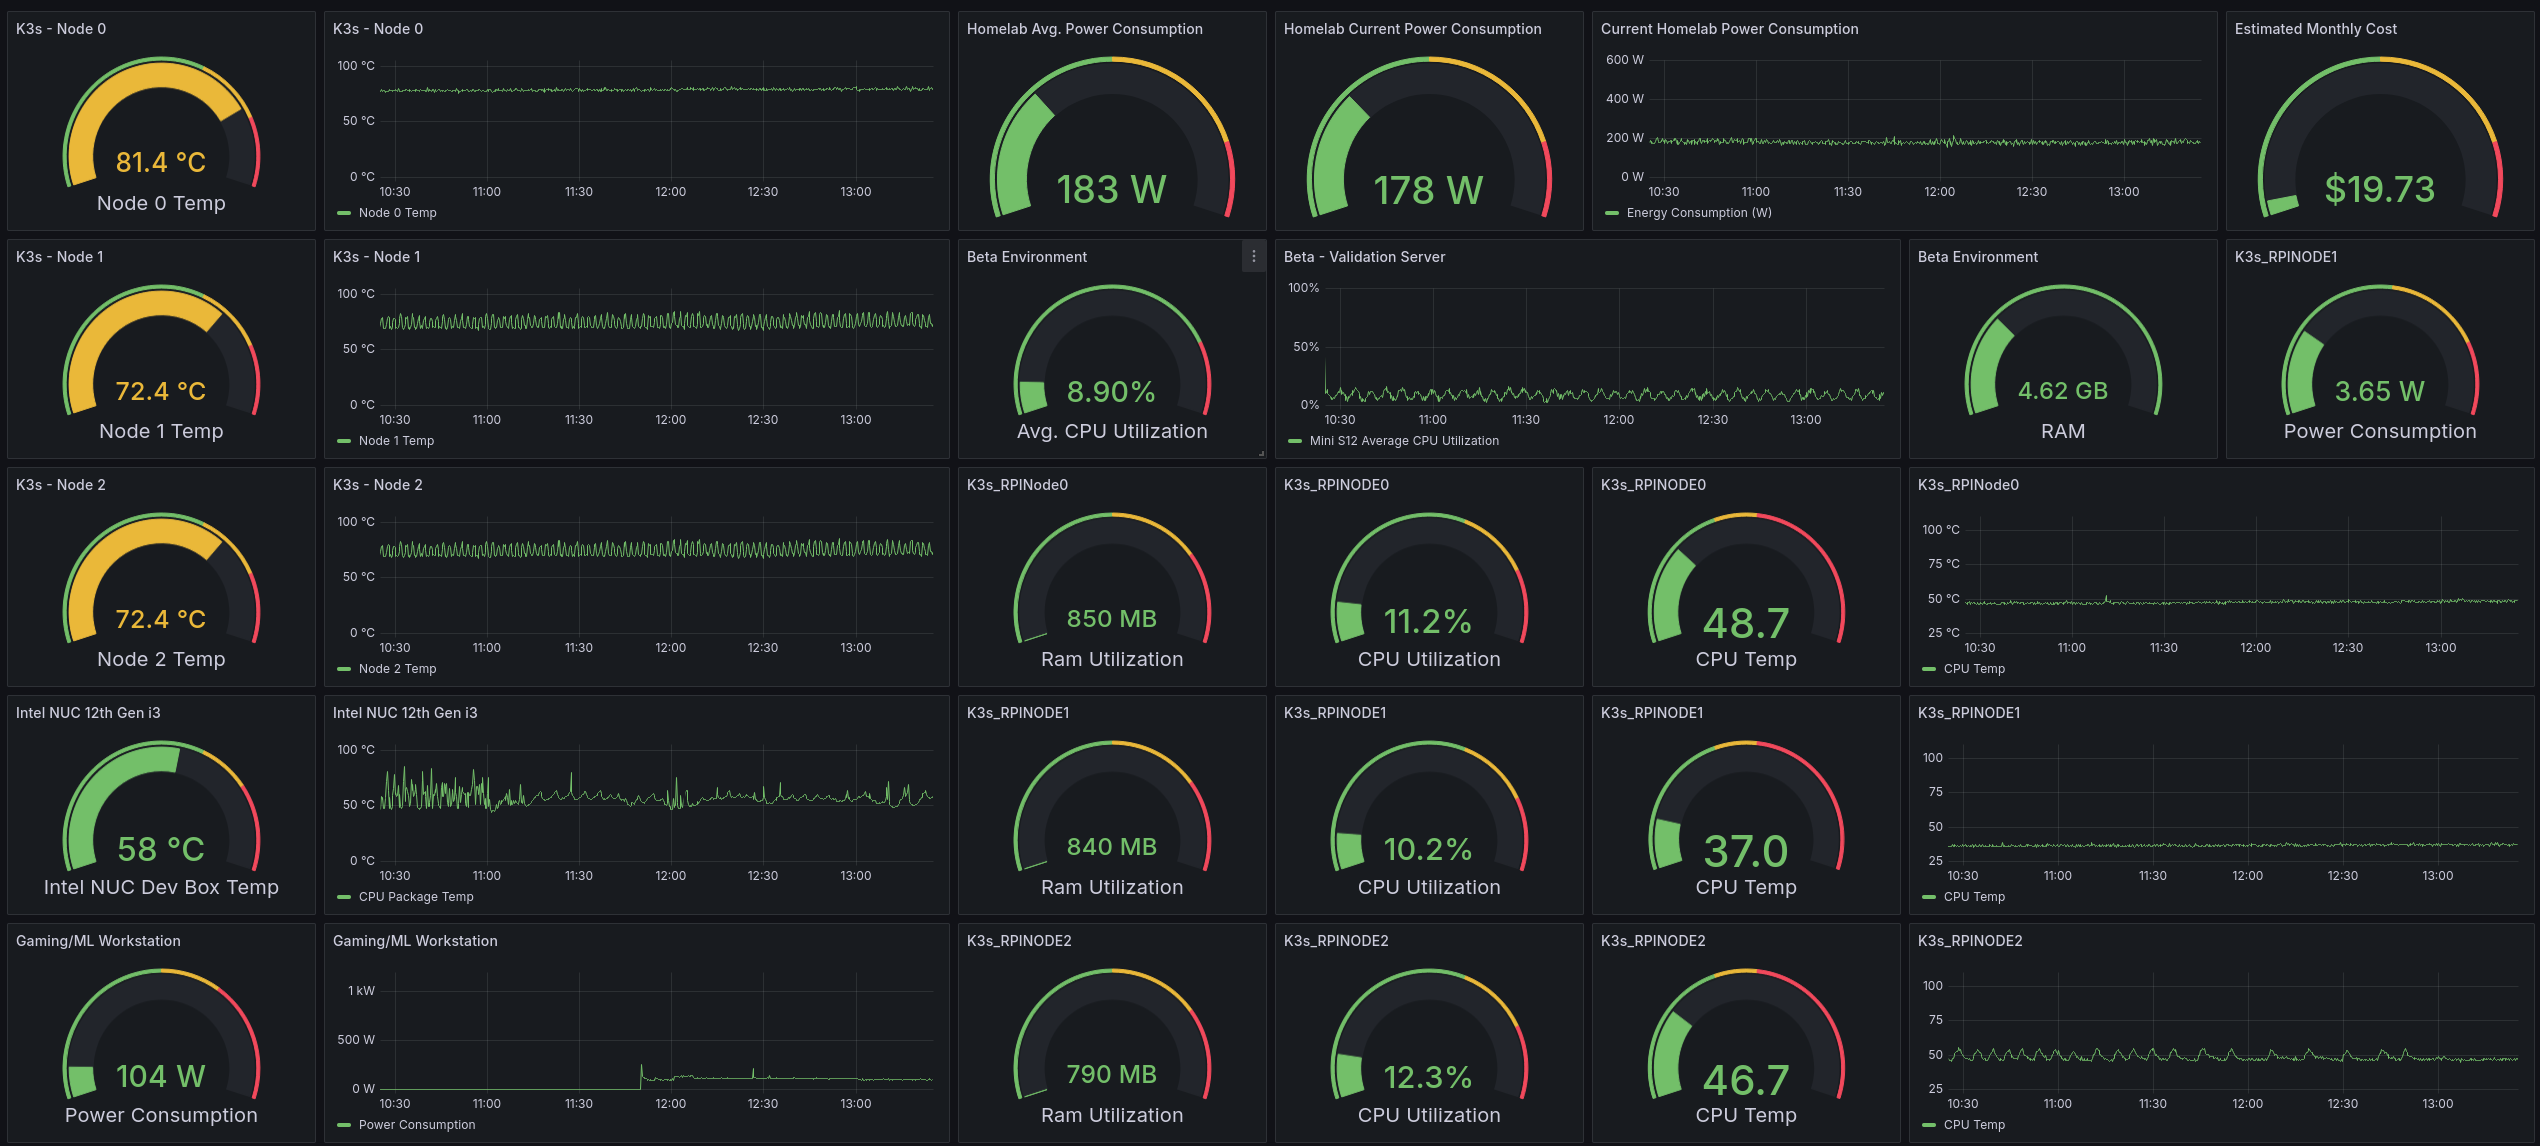 K3s - Node 0
81.4 °C
Node 0 Temp
K3s - Node 0
100 °C
50 °C
0 °C
10:30 11:00 11:30 12:00 12:30 13:00
Node 0 Temp
Homelab Avg. Power Consumption
183 W
Homelab Current Power Consumption
178 W
Current Homelab Power Consumption
600 W
400 W
200 W
0 W
10:30 11:00 11:30 12:00 12:30 13:00
Energy Consumption (W)
Estimated Monthly Cost
$19.73
K3s - Node 1
72.4 °C
Node 1 Temp
K3s - Node 1
100 °C
50 °C
0 °C
10:30 11:00 11:30 12:00 12:30 13:00
Node 1 Temp
Beta Environment
8.90%
Avg. CPU Utilization
Beta - Validation Server
100%
50%
0%
10:30 11:00 11:30 12:00 12:30 13:00
Mini S12 Average CPU Utilization
Beta Environment
4.62 GB
RAM
K3s_RPINODE1
3.65 W
Power Consumption
K3s - Node 2
72.4 °C
Node 2 Temp
K3s - Node 2
100 °C
50 °C
0 °C
10:30 11:00 11:30 12:00 12:30 13:00
Node 2 Temp
K3s_RPINode0
850 MB
Ram Utilization
K3s_RPINODE0
11.2%
CPU Utilization
K3s_RPINODE0
48.7
CPU Temp
K3s_RPINode0
100 °C
75 °C
50 °C
25 °C
10:30 11:00 11:30 12:00 12:30 13:00
CPU Temp
Intel NUC 12th Gen i3
58 °C
Intel NUC Dev Box Temp
Intel NUC 12th Gen i3
100 °C
50 °C
0 °C
10:30 11:00 11:30 12:00 12:30 13:00
CPU Package Temp
K3s_RPINODE1
840 MB
Ram Utilization
K3s_RPINODE1
10.2%
CPU Utilization
K3s_RPINODE1
37.0
CPU Temp
K3s_RPINODE1
100
75
50
25
10:30 11:00 11:30 12:00 12:30 13:00
CPU Temp
Gaming/ML Workstation
104 W
Power Consumption
Gaming/ML Workstation
1 kW
500 W
0 W
10:30 11:00 11:30 12:00 12:30 13:00
Power Consumption
K3s_RPINODE2
790 MB
Ram Utilization
K3s_RPINODE2
12.3%
CPU Utilization
K3s_RPINODE2
46.7
CPU Temp
K3s_RPINODE2
100
75
50
25
10:30 11:00 11:30 12:00 12:30 13:00
CPU Temp